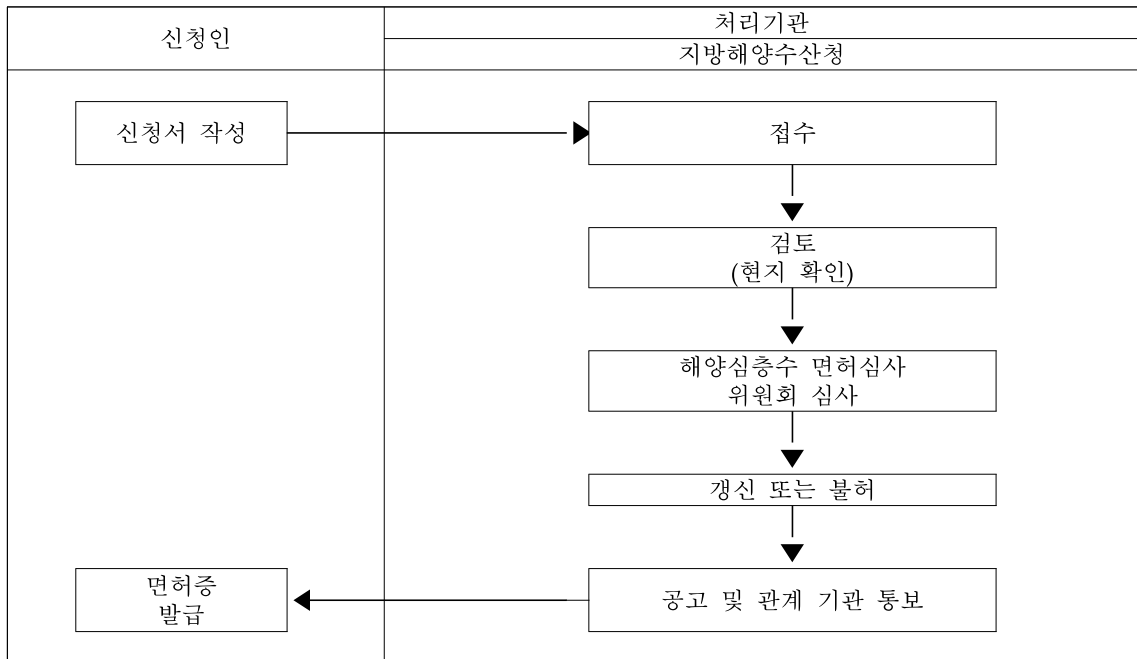 신청인
처리기관
지방해양수산청
신청서 작성
접수
검토
(현지 확인)
해양심층수 면허심사
위원회 심사
갱신 또는 불허
면허증
발급
공고 및 관계 기관 통보